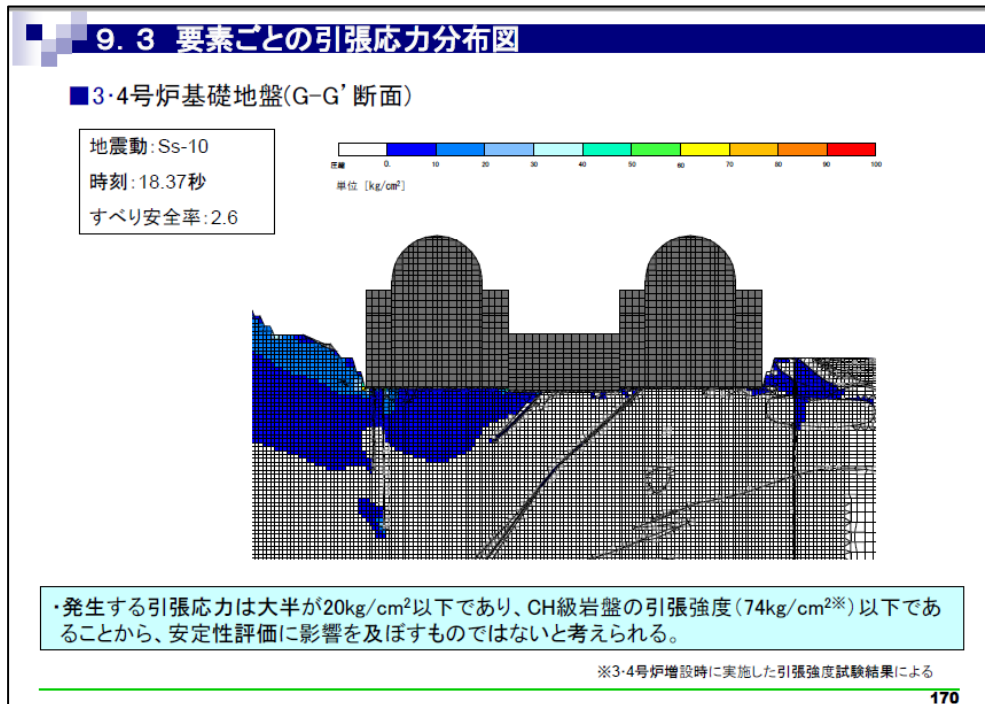 9.3 要素ごとの引張応力分布図
■3・4号炉基礎地盤(G-G'断面)
地震動:Ss-10
時刻:18.37秒
すべり安全率:2.6
圧縮 0. 10 20 30 40 50 60 70 80 90 100
単位 [kg/cm²]
・発生する引張応力は大半が20kg/cm²以下であり、CH級岩盤の引張強度(74kg/cm²※)以下であ
ることから、安定性評価に影響を及ぼすものではないと考えられる。
※3・4号炉増設時に実施した引張強度試験結果による
170